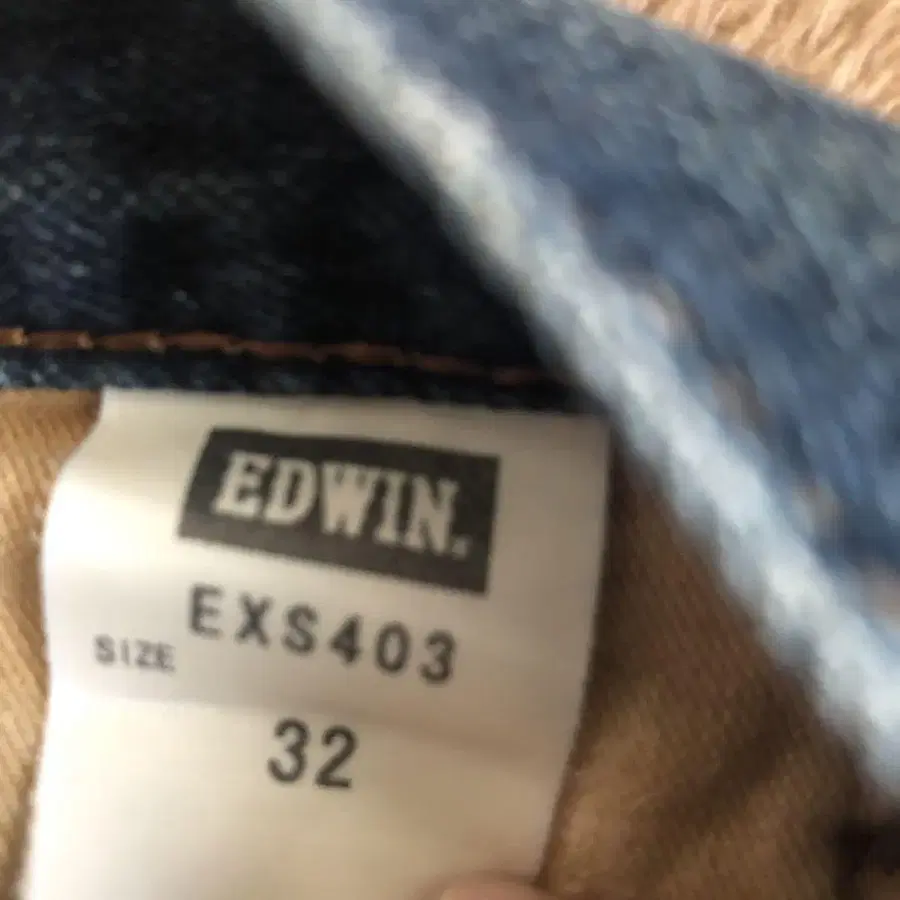 EDWIN.
EXS403
SIZE
32